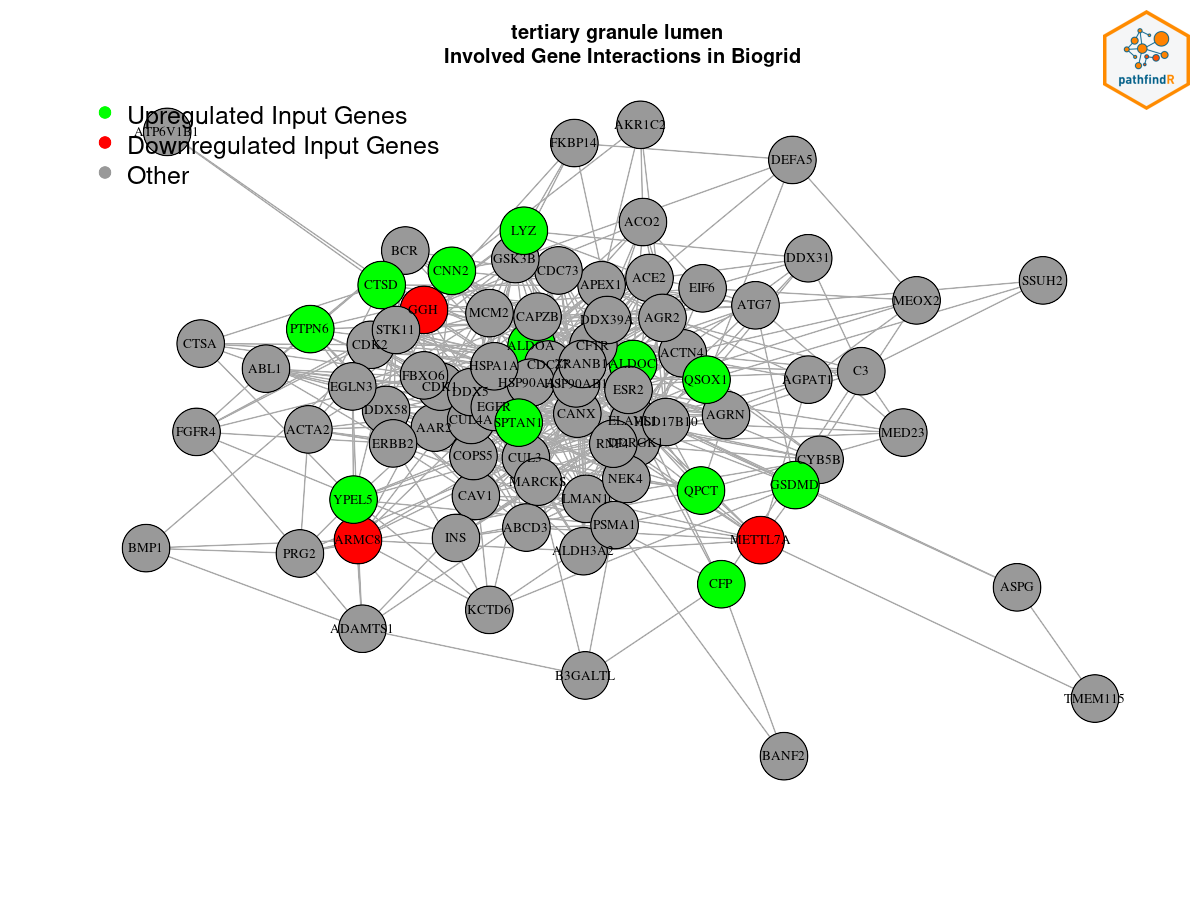 tertiary granule lumen
Involved Gene Interactions in Biogrid
pathfindR
Upregulated Input Genes
Downregulated Input Genes
Other
ATP6V1B1
AKR1C2
FKBP14
DEFA5
ACO2
LYZ
BCR
GSK3B
CNN2
CDC73
DDX31
CTSD
APEX1
ACE2
EIF6
SSUH2
MEOX2
ATG7
GGH
MCM2
CAPZB
DDX39A
AGR2
PTPN6
STK11
CTSA
CDK2
ALDOA
CFTR
ACTN4
ABL1
HSPA1A
TRANB1
ALDOC
C3
FBXO6
QSOX1
AGPAT1
EGLN3
DDX5
HSP90AB1
ESR2
DDX58
EGFR
CANX
AGRN
FGFR4
ACTA2
AAR2
CUL4A
SPTAN1
HSD17B10
MED23
ERBB2
RNF4
COPS5
CUL3
CYB5B
NEK4
MARCKS
GSDMD
QPCT
CAV1
LMAN1
YPEL5
ABCD3
PSMA1
INS
ARMC8
METTL7A
BMP1
PRG2
ALDH3A2
CFP
ASPG
KCTD6
ADAMTS1
B3GALTL
TMEM115
BANF2